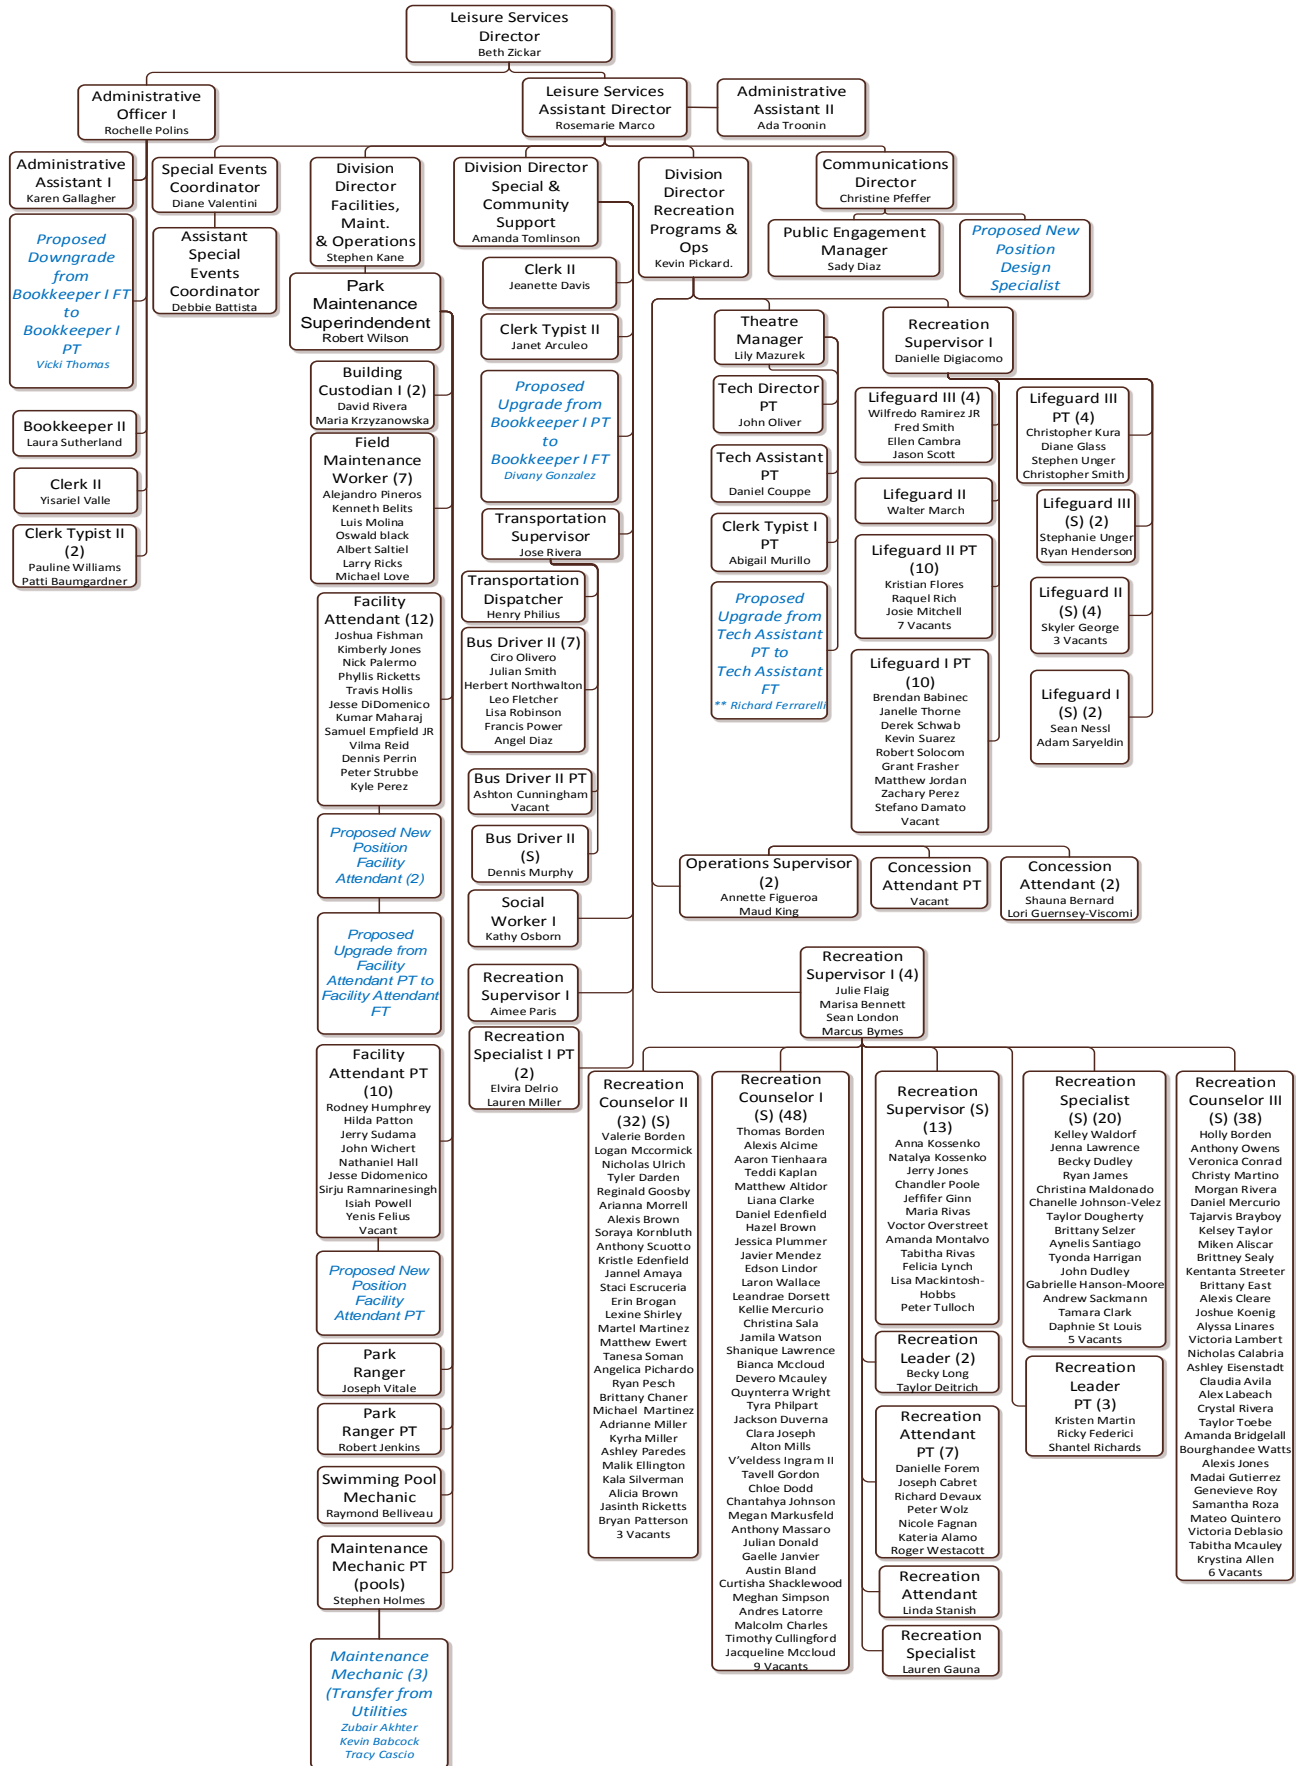 Leisure Services
Director
Beth Zickar
Administrative
Officer I
Rochelle Polins
Leisure Services
Assistant Director
Rosemarie Marco
Administrative
Assistant II
Ada Troonin
Administrative
Assistant I
Karen Gallagher
Proposed
Downgrade
from
Bookkeeper I FT
to
Bookkeeper I
PT
Vicki Thomas
Bookkeeper II
Laura Sutherland
Clerk II
Yisariel Valle
Clerk Typist II
(2)
Pauline Williams
Patti Baumgardner
Special Events
Coordinator
Diane Valentini
Assistant
Special
Events
Coordinator
Debbie Battista
Division
Director
Facilities,
Maint.
& Operations
Stephen Kane
Park
Maintenance
Superindendent
Robert Wilson
Building
Custodian I (2)
David Rivera
Maria Krzyzanowska
Field
Maintenance
Worker (7)
Alejandro Pineros
Kenneth Belits
Luis Molina
Oswald black
Albert Saltiel
Larry Ricks
Michael Love
Facility
Attendant (12)
Joshua Fishman
Kimberly Jones
Nick Palermo
Phyllis Ricketts
Travis Hollis
Jesse DiDomenico
Kumar Maharaj
Samuel Empfield JR
Vilma Reid
Dennis Perrin
Peter Strubbe
Kyle Perez
Proposed New
Position
Facility
Attendant (2)
Proposed
Upgrade from
Facility
Attendant PT to
Facility Attendant
FT
Facility
Attendant PT
(10)
Rodney Humphrey
Hilda Patton
Jerry Sudama
John Wichert
Nathaniel Hall
Jesse Didomenico
Sirju Ramnarinesingh
Isiah Powell
Yenis Felius
Vacant
Proposed New
Position
Facility
Attendant PT
Park
Ranger
Joseph Vitale
Park
Ranger PT
Robert Jenkins
Swimming Pool
Mechanic
Raymond Belliveau
Maintenance
Mechanic PT
(pools)
Stephen Holmes
Maintenance
Mechanic (3)
(Transfer from
Utilities
Zubair Akhter
Kevin Babcock
Tracy Cascio
Division Director
Special &
Community
Support
Amanda Tomlinson
Clerk II
Jeanette Davis
Clerk Typist II
Janet Arculeo
Proposed
Upgrade from
Bookkeeper I PT
to
Bookkeeper I FT
Divany Gonzalez
Transportation
Supervisor
Jose Rivera
Transportation
Dispatcher
Henry Philius
Bus Driver II (7)
Ciro Olivero
Julian Smith
Herbert Northwalton
Leo Fletcher
Lisa Robinson
Francis Power
Angel Diaz
Bus Driver II PT
Ashton Cunningham
Vacant
Bus Driver II
(S)
Dennis Murphy
Social
Worker I
Kathy Osborn
Recreation
Supervisor I
Aimee Paris
Recreation
Specialist I PT
(2)
Elvira Delrio
Lauren Miller
Division
Director
Recreation
Programs &
Ops
Kevin Pickard.
Communications
Director
Christine Pfeffer
Public Engagement
Manager
Sady Diaz
Proposed New
Position
Design
Specialist
Theatre
Manager
Lily Mazurek
Tech Director
PT
John Oliver
Tech Assistant
PT
Daniel Couppe
Clerk Typist I
PT
Abigail Murillo
Proposed
Upgrade from
Tech Assistant
PT to
Tech Assistant
FT
** Richard Ferrarelli
Recreation
Supervisor I
Danielle Digiacomo
Lifeguard III (4)
Wilfredo Ramirez JR
Fred Smith
Ellen Cambra
Jason Scott
Lifeguard II
Walter March
Lifeguard II PT
(10)
Kristian Flores
Raquel Rich
Josie Mitchell
7 Vacants
Lifeguard I PT
(10)
Brendan Babinec
Janelle Thorne
Derek Schwab
Kevin Suarez
Robert Solocom
Grant Frasher
Matthew Jordan
Zachary Perez
Stefano Damato
Vacant
Lifeguard III
PT (4)
Christopher Kura
Diane Glass
Stephen Unger
Christopher Smith
Lifeguard III
(S) (2)
Stephanie Unger
Ryan Henderson
Lifeguard II
(S) (4)
Skyler George
3 Vacants
Lifeguard I
(S) (2)
Sean Nessl
Adam Saryeldin
Operations Supervisor
(2)
Annette Figueroa
Maud King
Concession
Attendant PT
Vacant
Concession
Attendant (2)
Shauna Bernard
Lori Guernsey-Viscomi
Recreation
Supervisor I (4)
Julie Flaig
Marisa Bennett
Sean London
Marcus Bymes
Recreation
Counselor II
(32) (S)
Valerie Borden
Logan Mccormick
Nicholas Ulrich
Tyler Darden
Reginald Goosby
Arianna Morrell
Alexis Brown
Soraya Kornbluth
Anthony Scuotto
Kristle Edenfield
Jannel Amaya
Staci Escruceria
Erin Brogan
Lexine Shirley
Martel Martinez
Matthew Ewert
Tanesa Soman
Angelica Pichardo
Ryan Pesch
Brittany Chaner
Michael Martinez
Adrianne Miller
Kyrha Miller
Ashley Paredes
Malik Ellington
Kala Silverman
Alicia Brown
Jasinth Ricketts
Bryan Patterson
3 Vacants
Recreation
Counselor I
(S) (48)
Thomas Borden
Alexis Alcime
Aaron Tienhaara
Teddi Kaplan
Matthew Altidor
Liana Clarke
Daniel Edenfield
Hazel Brown
Jessica Plummer
Javier Mendez
Edson Lindor
Laron Wallace
Leandrae Dorsett
Kellie Mercurio
Christina Sala
Jamila Watson
Shanique Lawrence
Bianca Mccloud
Devero Mcauley
Quynterra Wright
Tyra Philpart
Jackson Duverna
Clara Joseph
Alton Mills
V'veldess Ingram II
Tavell Gordon
Chloe Dodd
Chantahya Johnson
Megan Markusfeld
Anthony Massaro
Julian Donald
Gaelle Janvier
Austin Bland
Curtisha Shacklewood
Meghan Simpson
Andres Latorre
Malcolm Charles
Timothy Cullingford
Jacqueline Mccloud
9 Vacants
Recreation
Supervisor (S)
(13)
Anna Kossenko
Natalya Kossenko
Jerry Jones
Chandler Poole
Jeffifer Ginn
Maria Rivas
Voctor Overstreet
Amanda Montalvo
Tabitha Rivas
Felicia Lynch
Lisa Mackintosh-
Hobbs
Peter Tulloch
Recreation
Leader (2)
Becky Long
Taylor Deitrich
Recreation
Attendant
PT (7)
Danielle Forem
Joseph Cabret
Richard Devaux
Peter Wolz
Nicole Fagnan
Kateria Alamo
Roger Westacott
Recreation
Attendant
Linda Stanish
Recreation
Specialist
Lauren Gauna
Recreation
Specialist
(S) (20)
Kelley Waldorf
Jenna Lawrence
Becky Dudley
Ryan James
Christina Maldonado
Chanelle Johnson-Velez
Taylor Dougherty
Brittany Selzer
Aynelis Santiago
Tyonda Harrigan
John Dudley
Gabrielle Hanson-Moore
Andrew Sackmann
Tamara Clark
Daphnie St Louis
5 Vacants
Recreation
Leader
PT (3)
Kristen Martin
Ricky Federici
Shantel Richards
Recreation
Counselor III
(S) (38)
Holly Borden
Anthony Owens
Veronica Conrad
Christy Martino
Morgan Rivera
Daniel Mercurio
Tajarvis Brayboy
Kelsey Taylor
Miken Aliscar
Brittney Sealy
Kentanta Streeter
Brittany East
Alexis Cleare
Joshue Koenig
Alyssa Linares
Victoria Lambert
Nicholas Calabria
Ashley Eisenstadt
Claudia Avila
Alex Labeach
Crystal Rivera
Taylor Toebe
Amanda Bridgelall
Bourghandee Watts
Alexis Jones
Madai Gutierrez
Genevieve Roy
Samantha Roza
Mateo Quintero
Victoria Deblasio
Tabitha Mcauley
Krystina Allen
6 Vacants